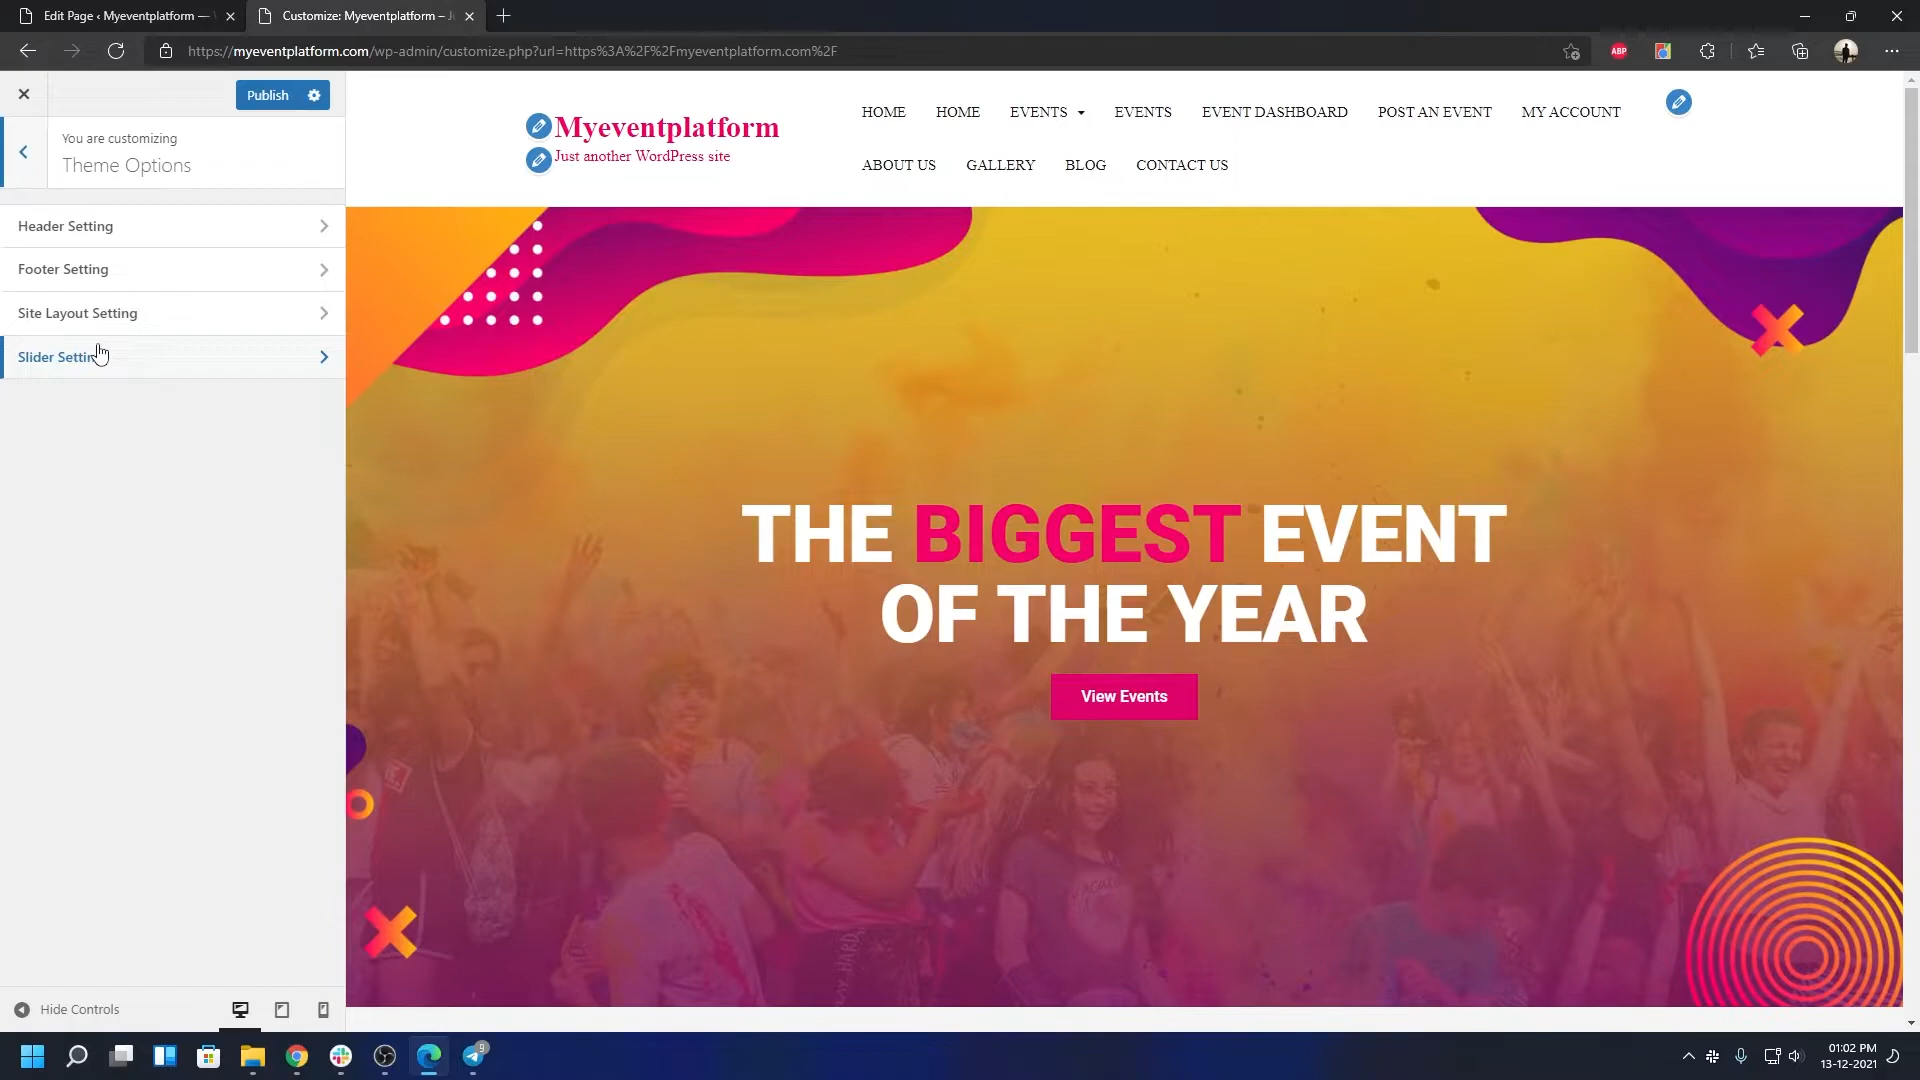 Edit Page ‹ Myeventplatform —
Customize: Myeventplatform –
https://myeventplatform.com/wp-admin/customize.php?url=https%3A%2F%2Fmyeventplatform.com%2F
ABP
Publish
You are customizing
Theme Options
Header Setting
Footer Setting
Site Layout Setting
Slider Setting
Hide Controls
Myeventplatform
Just another WordPress site
HOME HOME EVENTS EVENTS EVENT DASHBOARD POST AN EVENT MY ACCOUNT
ABOUT US GALLERY BLOG CONTACT US
THE BIGGEST EVENT
OF THE YEAR
View Events
9
01:02 PM
13-12-2021